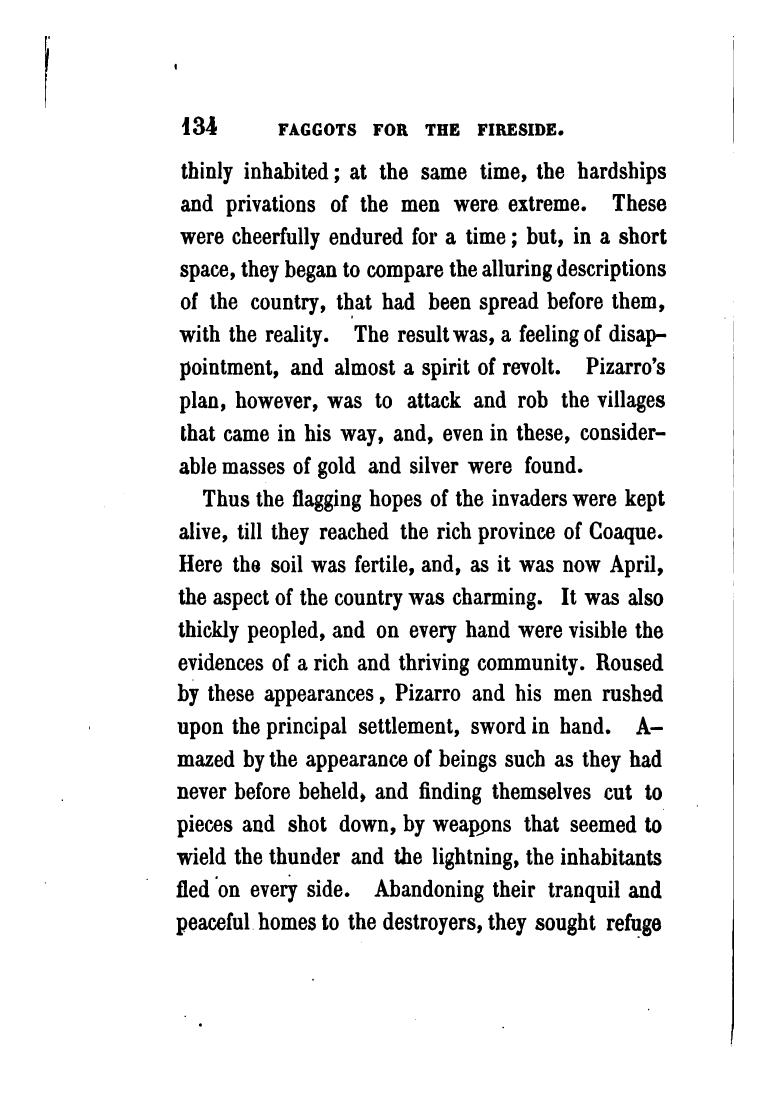 134 FAGGOTS FOR THE FIRESIDE.
thinly inhabited; at the same time, the hardships
and privations of the men were extreme. These
were cheerfully endured for a time; but, in a short
space, they began to compare the alluring descriptions
of the country, that had been spread before them,
with the reality. The result was, a feeling of disap-
pointment, and almost a spirit of revolt. Pizarro's
plan, however, was to attack and rob the villages
that came in his way, and, even in these, consider-
able masses of gold and silver were found.
Thus the flagging hopes of the invaders were kept
alive, till they reached the rich province of Coaque.
Here the soil was fertile, and, as it was now April,
the aspect of the country was charming. It was also
thickly peopled, and on every hand were visible the
evidences of a rich and thriving community. Roused
by these appearances, Pizarro and his men rushed
upon the principal settlement, sword in hand. A-
mazed by the appearance of beings such as they had
never before beheld, and finding themselves cut to
pieces and shot down, by weapons that seemed to
wield the thunder and the lightning, the inhabitants
fled on every side. Abandoning their tranquil and
peaceful homes to the destroyers, they sought refuge